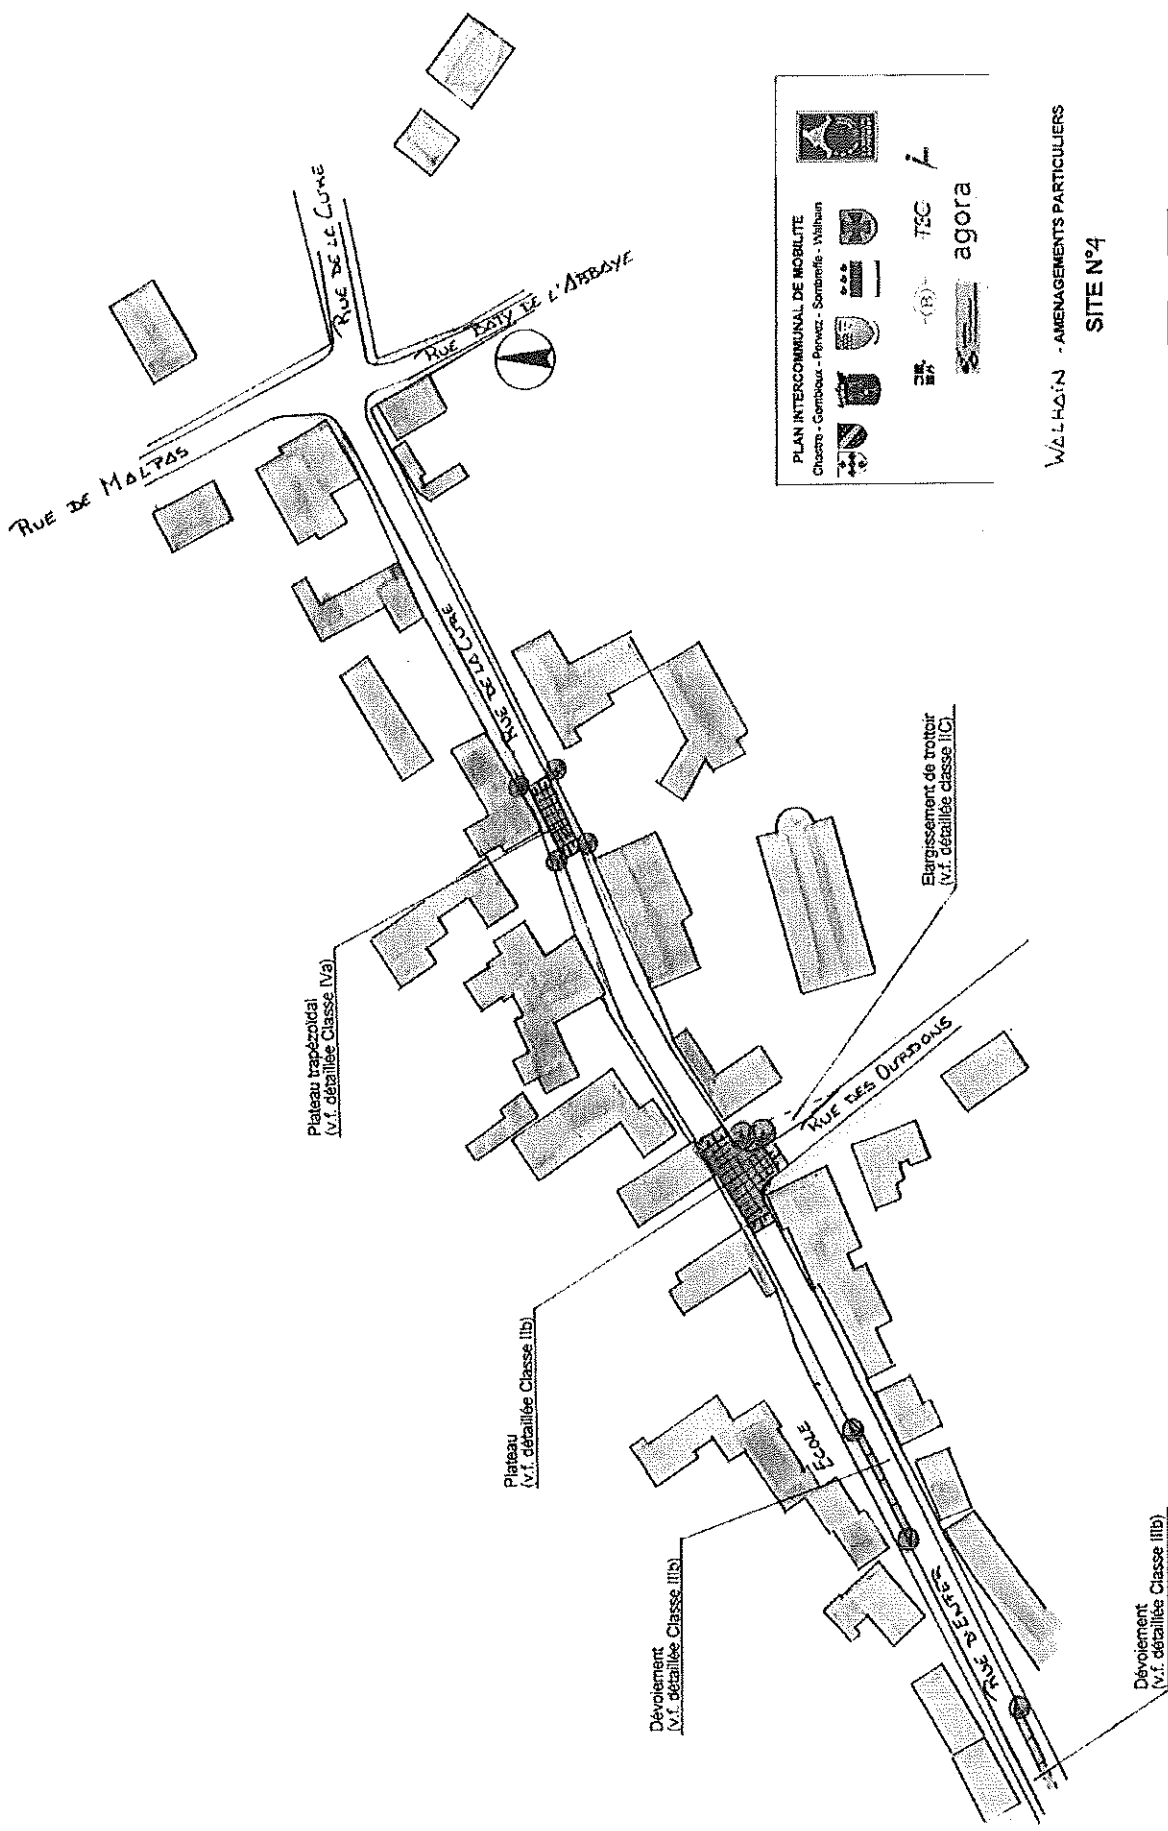 RUE DE MALPAS
RUE DE LA CURE
RUE BATY DE L'ABBAYE
RUE DE LA CURE
Plateau trapézoïdal
(v.f. détaillée Classe IVa)
Plateau
(v.f. détaillée Classe IIb)
Elargissement de trottoir
(v.f. détaillée classe IIC)
RUE DES OURDONS
ECOLE
Dévoiement
(v.f. détaillée Classe IIIb)
RUE D'ENFER
Dévoiement
(v.f. détaillée Classe IIIb)
PLAN INTERCOMMUNAL DE MOBILITE
Chastre - Gembloux - Perwez - Sombreffe - Walhain
TEC
agora
WALHAIN - AMENAGEMENTS PARTICULIERS
SITE N°4